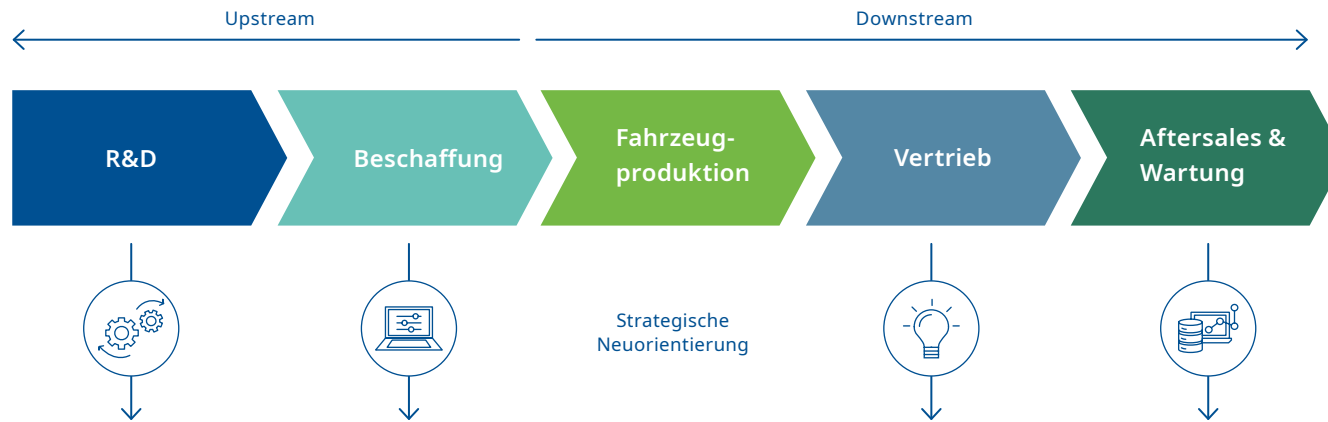 Upstream
Downstream
R&D
Beschaffung
Fahrzeug-
produktion
Vertrieb
Aftersales &
Wartung
Strategische
Neuorientierung